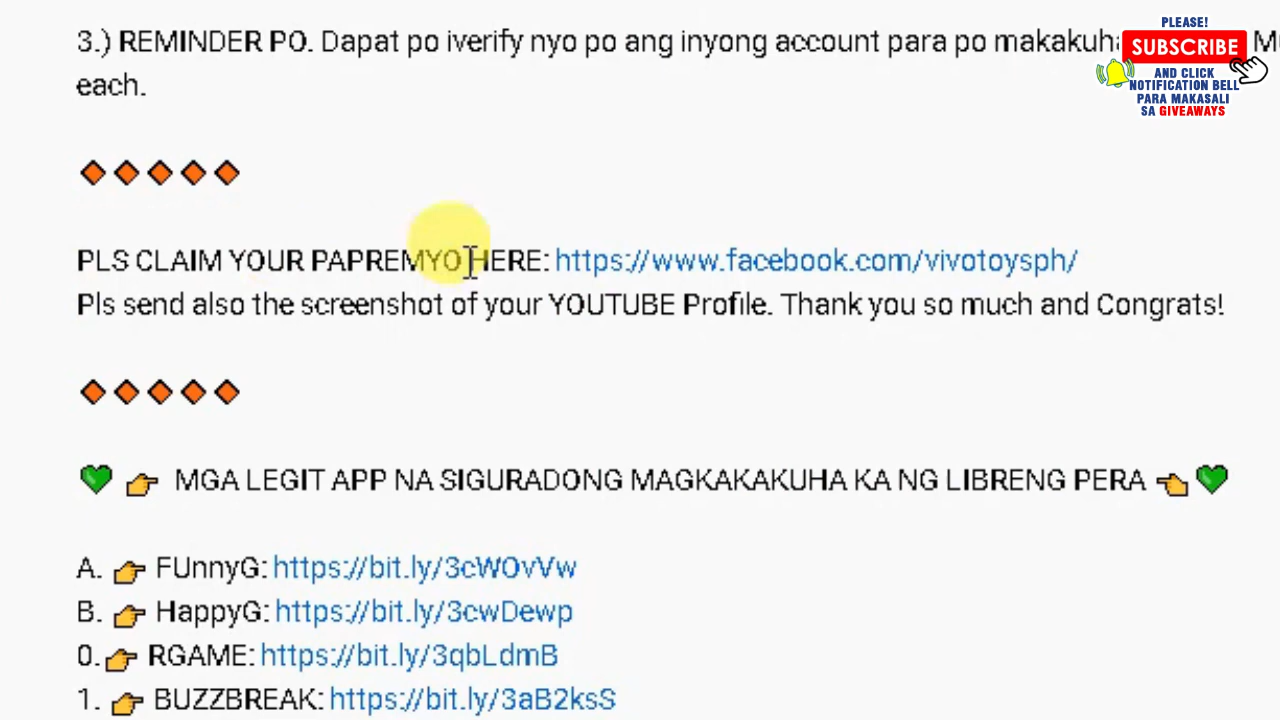 3.) REMINDER PO. Dapat po iverify nyo po ang inyong account para po makakuha
each.
PLEASE!
SUBSCRIBE
AND CLICK
NOTIFICATION BELL
PARA MAKASALI
SA GIVEAWAYS
PLS CLAIM YOUR PAPREMYO HERE: https://www.facebook.com/vivotoysph/
Pls send also the screenshot of your YOUTUBE Profile. Thank you so much and Congrats!
MGA LEGIT APP NA SIGURADONG MAGKAKAKUHA KA NG LIBRENG PERA
A. FUnnyG: https://bit.ly/3cWOvVw
B. HappyG: https://bit.ly/3cwDewp
0. RGAME: https://bit.ly/3qbLdmB
1. BUZZBREAK: https://bit.ly/3aB2ksS